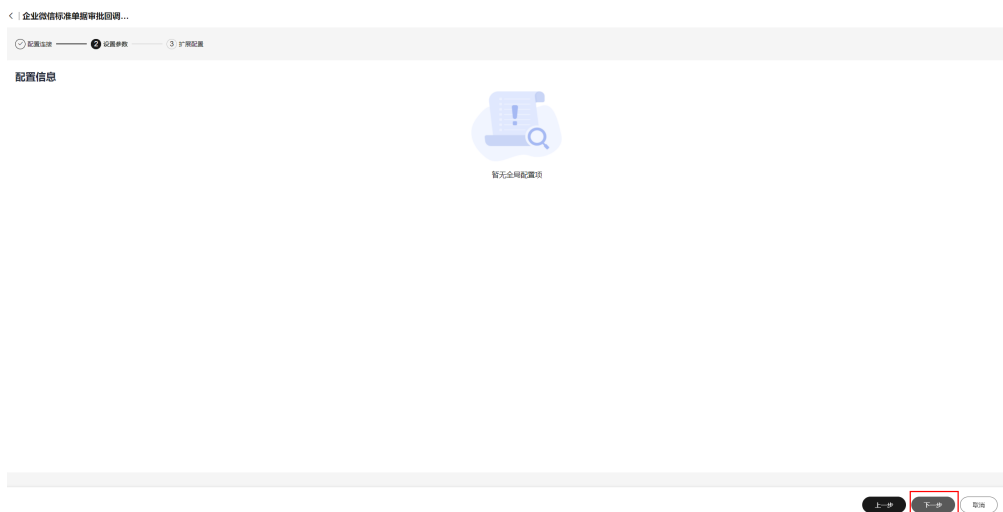 < | 企业微信标准单据审批回调...
配置连接 2 设置参数 3 扩展配置
配置信息
暂无全局配置项
上一步 下一步 取消